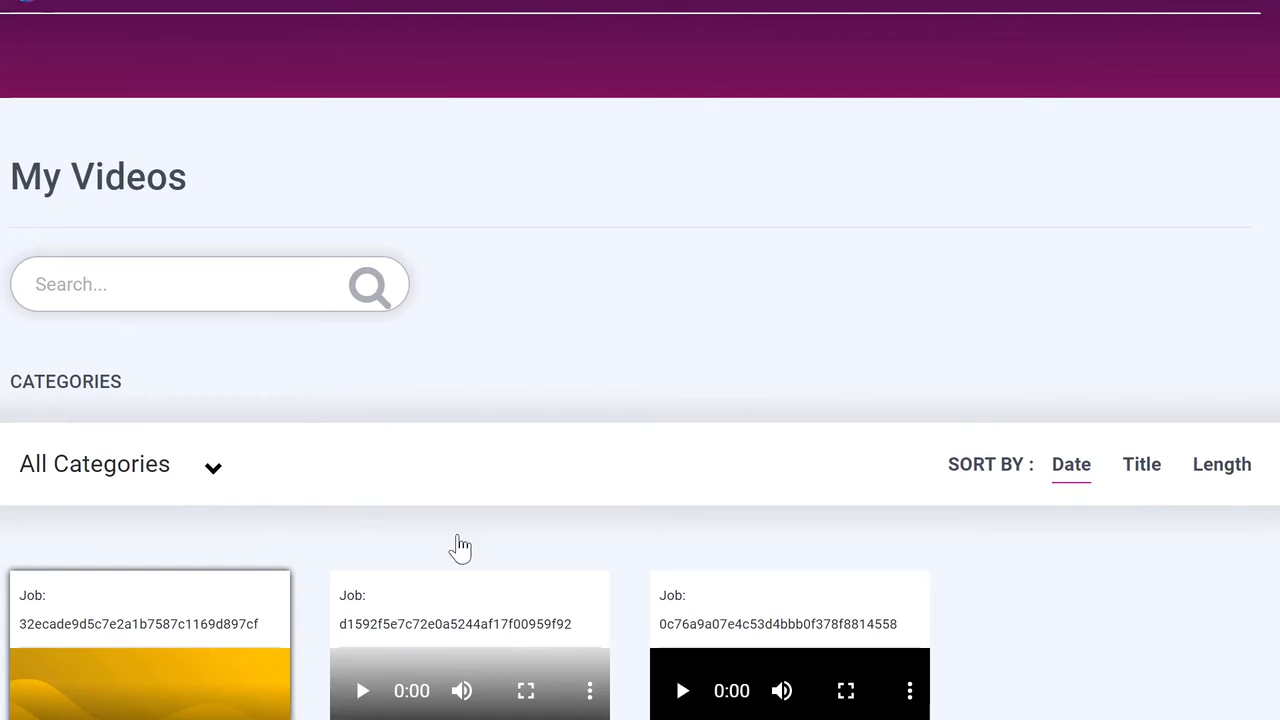 My Videos
Search...
CATEGORIES
All Categories
SORT BY : Date Title Length
Job: Job: Job:
32ecade9d5c7e2a1b7587c1169d897cf d1592f5e7c72e0a5244af17f00959f92 0c76a9a07e4c53d4bbb0f378f8814558
0:00 0:00